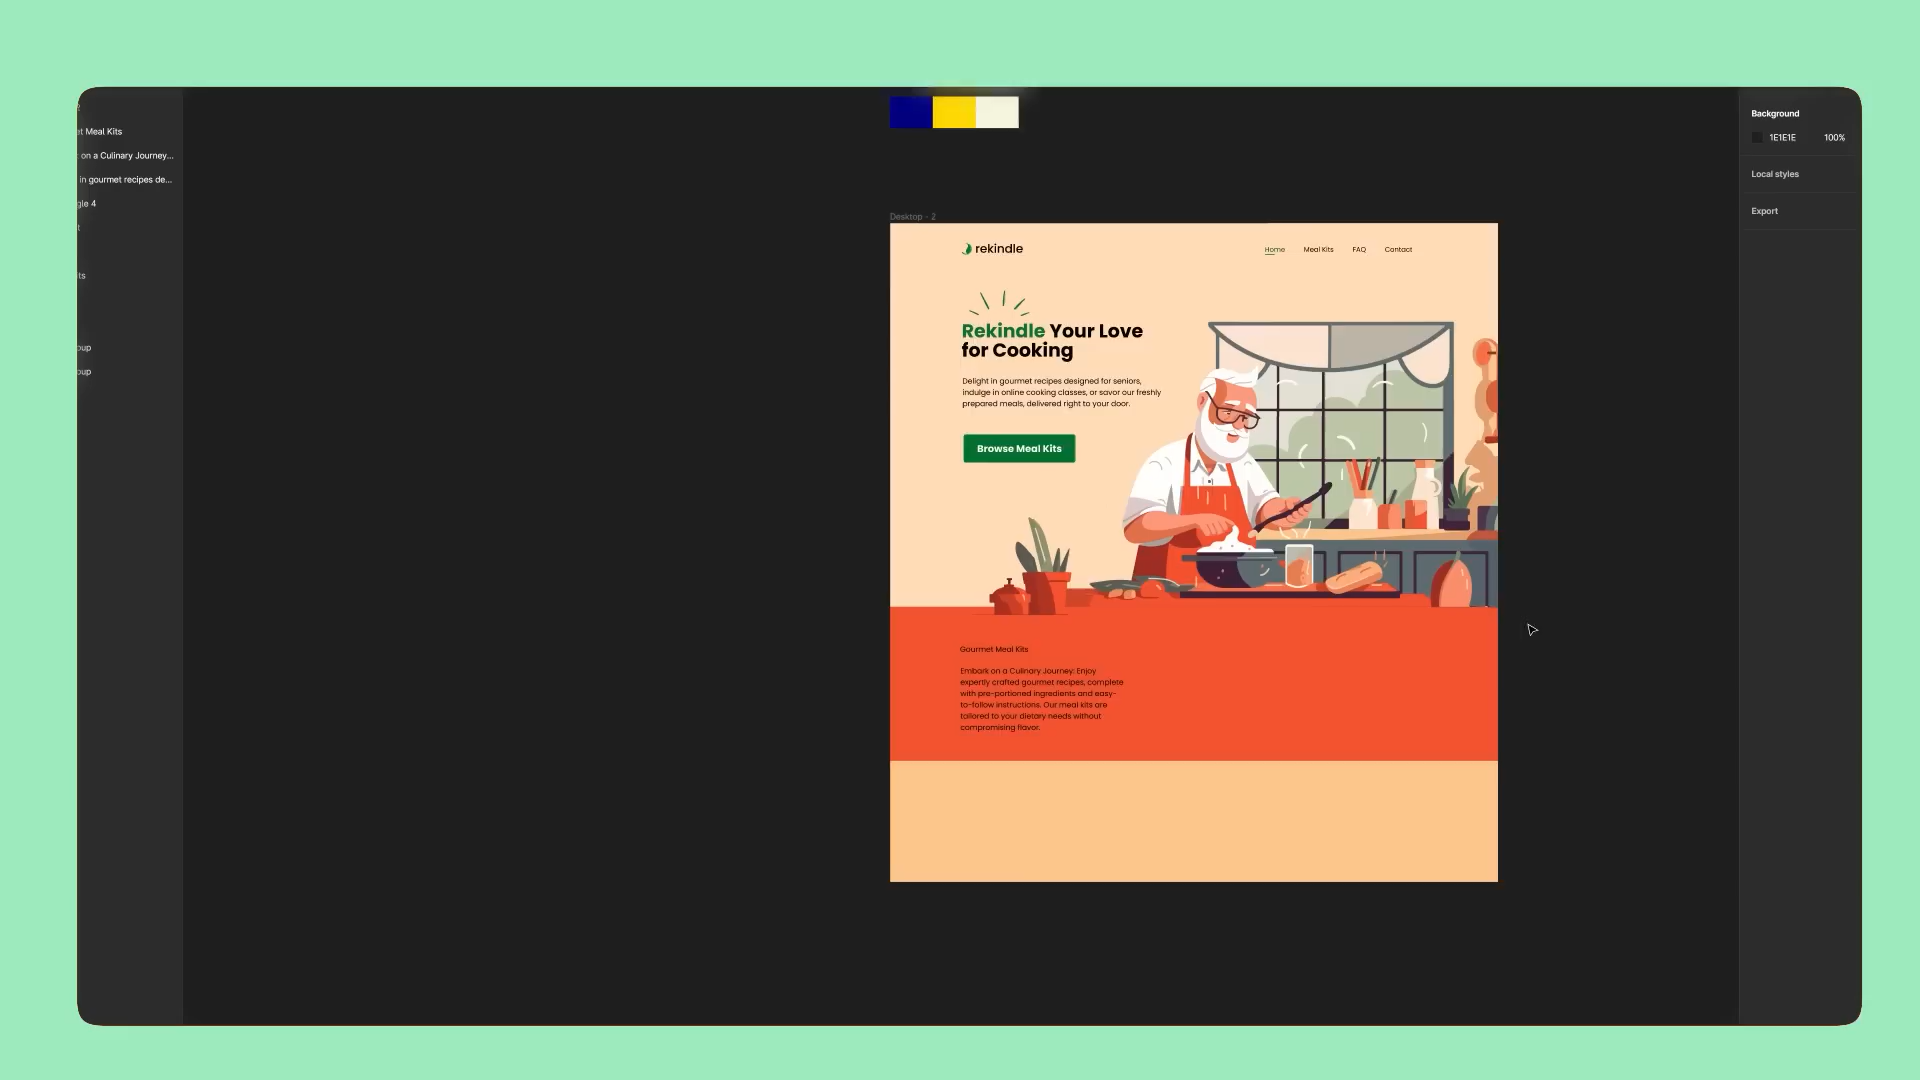 et Meal Kits
on a Culinary Journey...
in gourmet recipes de...
gle 4
t
ts
oup
oup
Desktop - 2
rekindle
Home Meal Kits FAQ Contact
Rekindle Your Love
for Cooking
Delight in gourmet recipes designed for seniors,
indulge in online cooking classes, or savor our freshly
prepared meals, delivered right to your door.
Browse Meal Kits
Gourmet Meal Kits
Embark on a Culinary Journey: Enjoy
expertly crafted gourmet recipes, complete
with pre-portioned ingredients and easy-
to-follow instructions. Our meal kits are
tailored to your dietary needs without
compromising flavor.
Background
1E1E1E 100%
Local styles
Export